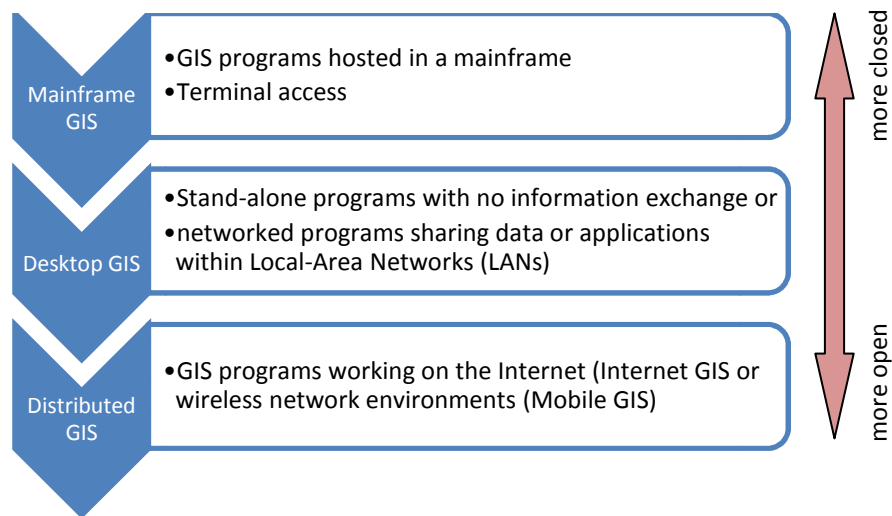 Mainframe
GIS
•GIS programs hosted in a mainframe
•Terminal access
Desktop GIS
•Stand-alone programs with no information exchange or
•networked programs sharing data or applications
within Local-Area Networks (LANs)
Distributed
GIS
•GIS programs working on the Internet (Internet GIS or
wireless network environments (Mobile GIS)
more closed
more open